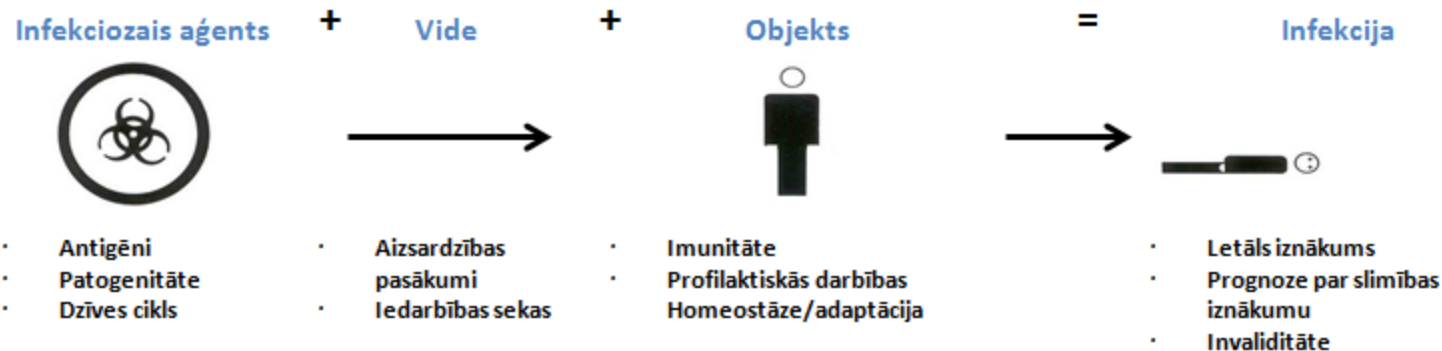 Infekciozais aģents + Vide + Objekts = Infekcija
· Antigēni
· Patogenitāte
· Dzīves cikls
· Aizsardzības
pasākumi
· Iedarbības sekas
· Imunitāte
· Profilaktiskās darbības
Homeostāze/adaptācija
· Letāls iznākums
· Prognoze par slimības
iznākumu
· Invaliditāte